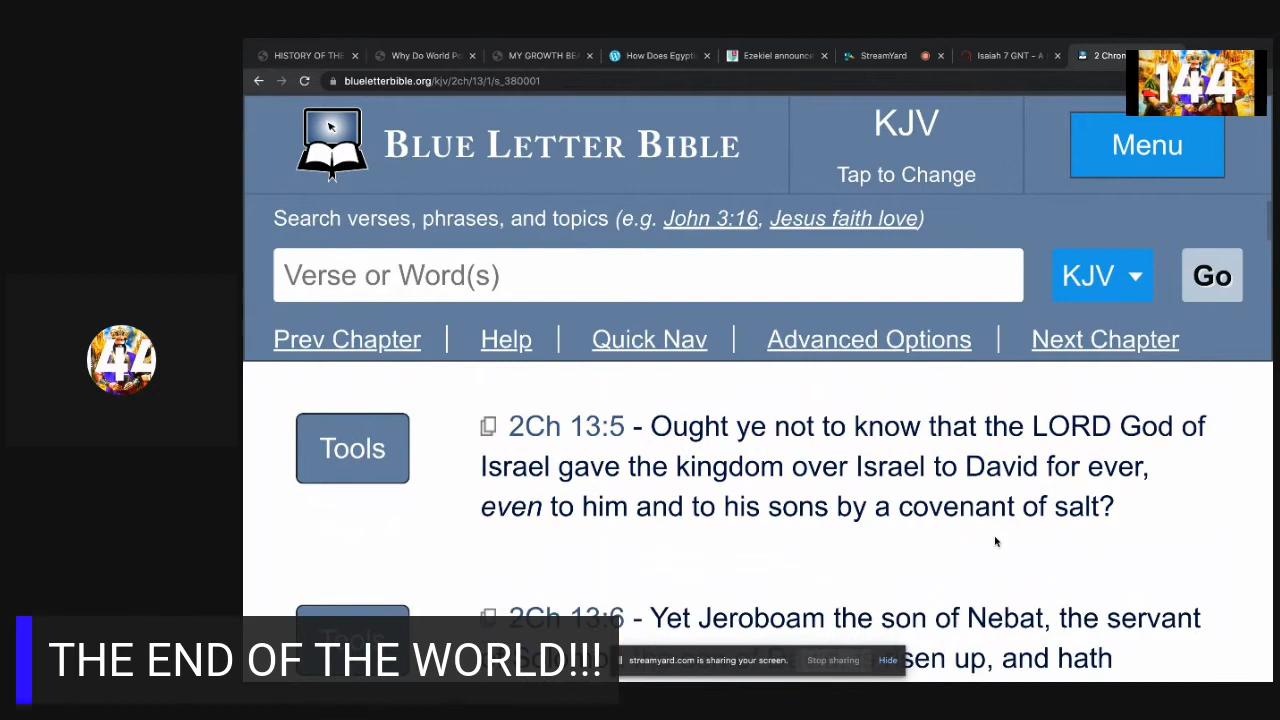 HISTORY OF THE
Why Do World P
MY GROWTH BE
How Does Egypti
Ezekiel announce
StreamYard
Isaiah 7 GNT - A
2 Chron
blueletterbible.org/kjv/2ch/13/1/s_380001
144
BLUE LETTER BIBLE
KJV
Tap to Change
Menu
Search verses, phrases, and topics (e.g. John 3:16, Jesus faith love)
Verse or Word(s)
KJV
Go
Prev Chapter
Help
Quick Nav
Advanced Options
Next Chapter
44
Tools
2Ch 13:5 - Ought ye not to know that the LORD God of
Israel gave the kingdom over Israel to David for ever,
even to him and to his sons by a covenant of salt?
Tools
2Ch 13:6 - Yet Jeroboam the son of Nebat, the servant
sen up, and hath
THE END OF THE WORLD!!!
streamyard.com is sharing your screen.
Stop sharing
Hide